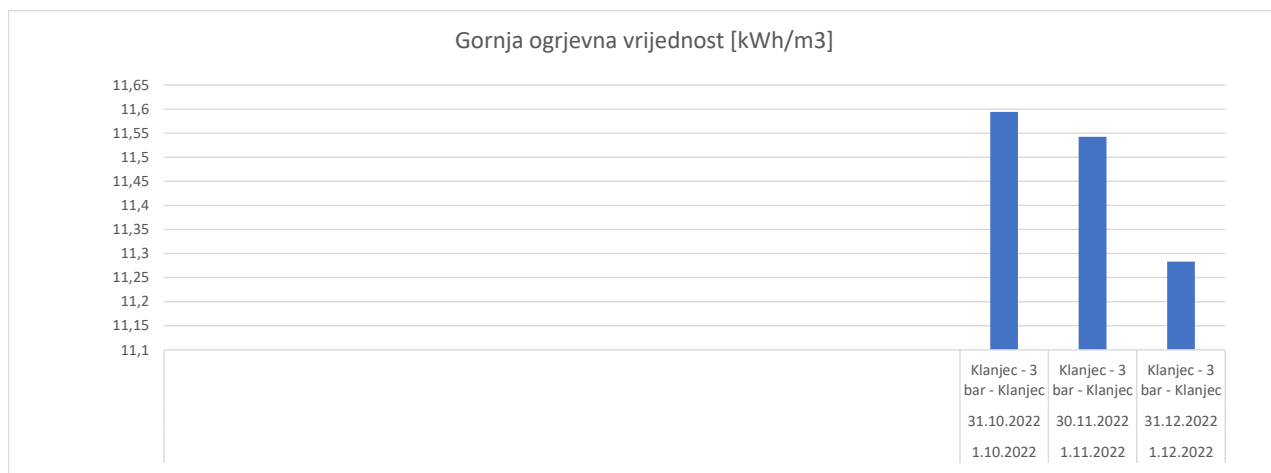 Gornja ogrjevna vrijednost [kWh/m3]
11,65
11,6
11,55
11,5
11,45
11,4
11,35
11,3
11,25
11,2
11,15
11,1
Klanjec - 3 Klanjec - 3 Klanjec - 3
bar - Klanjec bar - Klanjec bar - Klanjec
31.10.2022 30.11.2022 31.12.2022
1.10.2022 1.11.2022 1.12.2022